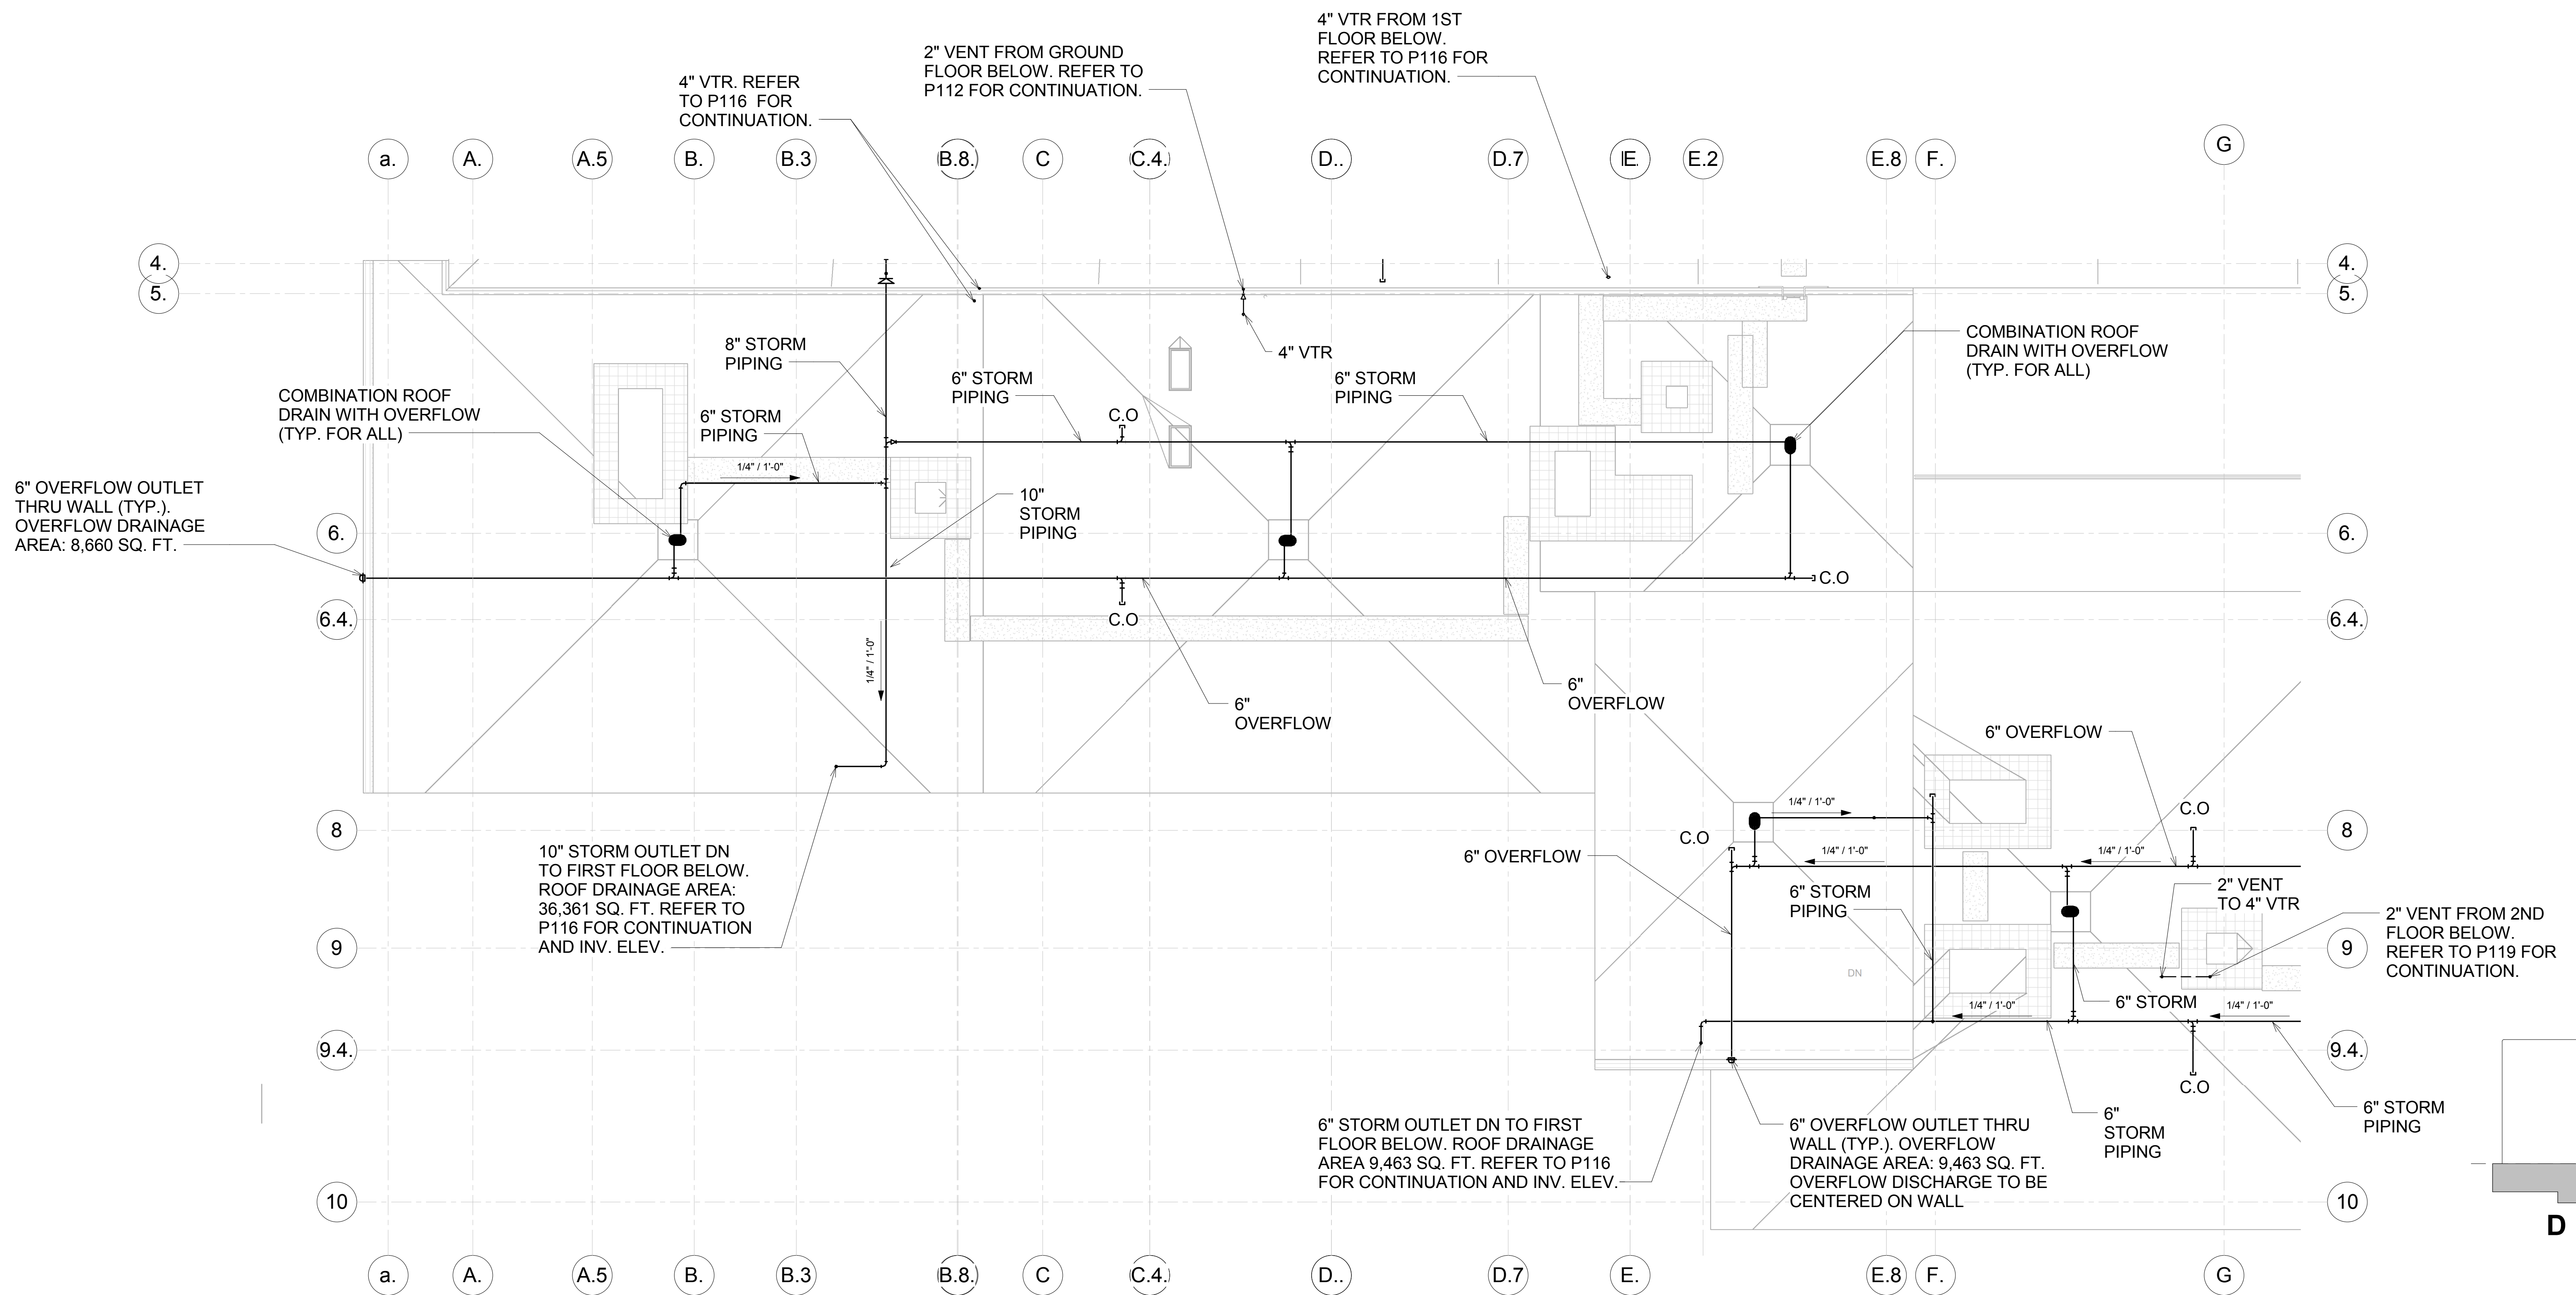 4" VTR FROM 1ST
FLOOR BELOW.
REFER TO P116 FOR
CONTINUATION.
2" VENT FROM GROUND
FLOOR BELOW. REFER TO
P112 FOR CONTINUATION.
4" VTR. REFER
TO P116 FOR
CONTINUATION.
a.
A.
A.5
B.
B.3
B.8.
C
C.4.
D..
D.7
E.
E.2
E.8
F.
G
4.
4.
5.
5.
8" STORM
PIPING
4" VTR
COMBINATION ROOF
DRAIN WITH OVERFLOW
(TYP. FOR ALL)
6" STORM
PIPING
6" STORM
PIPING
COMBINATION ROOF
DRAIN WITH OVERFLOW
(TYP. FOR ALL)
6" STORM
PIPING
C.O
1/4" / 1'-0"
6" OVERFLOW OUTLET
THRU WALL (TYP.).
OVERFLOW DRAINAGE
AREA: 8,660 SQ. FT.
10"
STORM
PIPING
6.
6.
C.O
C.O
6.4.
6.4.
1/4" / 1'-0"
6"
OVERFLOW
6"
OVERFLOW
6" OVERFLOW
1/4" / 1'-0"
C.O
8
8
C.O
10" STORM OUTLET DN
TO FIRST FLOOR BELOW.
ROOF DRAINAGE AREA:
36,361 SQ. FT. REFER TO
P116 FOR CONTINUATION
AND INV. ELEV.
6" OVERFLOW
1/4" / 1'-0"
1/4" / 1'-0"
6" STORM
PIPING
2" VENT
TO 4" VTR
2" VENT FROM 2ND
FLOOR BELOW.
REFER TO P119 FOR
CONTINUATION.
9
9
DN
6" STORM
1/4" / 1'-0"
1/4" / 1'-0"
9.4.
9.4.
C.O
6" STORM OUTLET DN TO FIRST
FLOOR BELOW. ROOF DRAINAGE
AREA 9,463 SQ. FT. REFER TO P116
FOR CONTINUATION AND INV. ELEV.
6" OVERFLOW OUTLET THRU
WALL (TYP.). OVERFLOW
DRAINAGE AREA: 9,463 SQ. FT.
OVERFLOW DISCHARGE TO BE
CENTERED ON WALL
6"
STORM
PIPING
6" STORM
PIPING
10
10
D
a.
A.
A.5
B.
B.3
B.8.
C
C.4.
D..
D.7
E.
E.8
F.
G